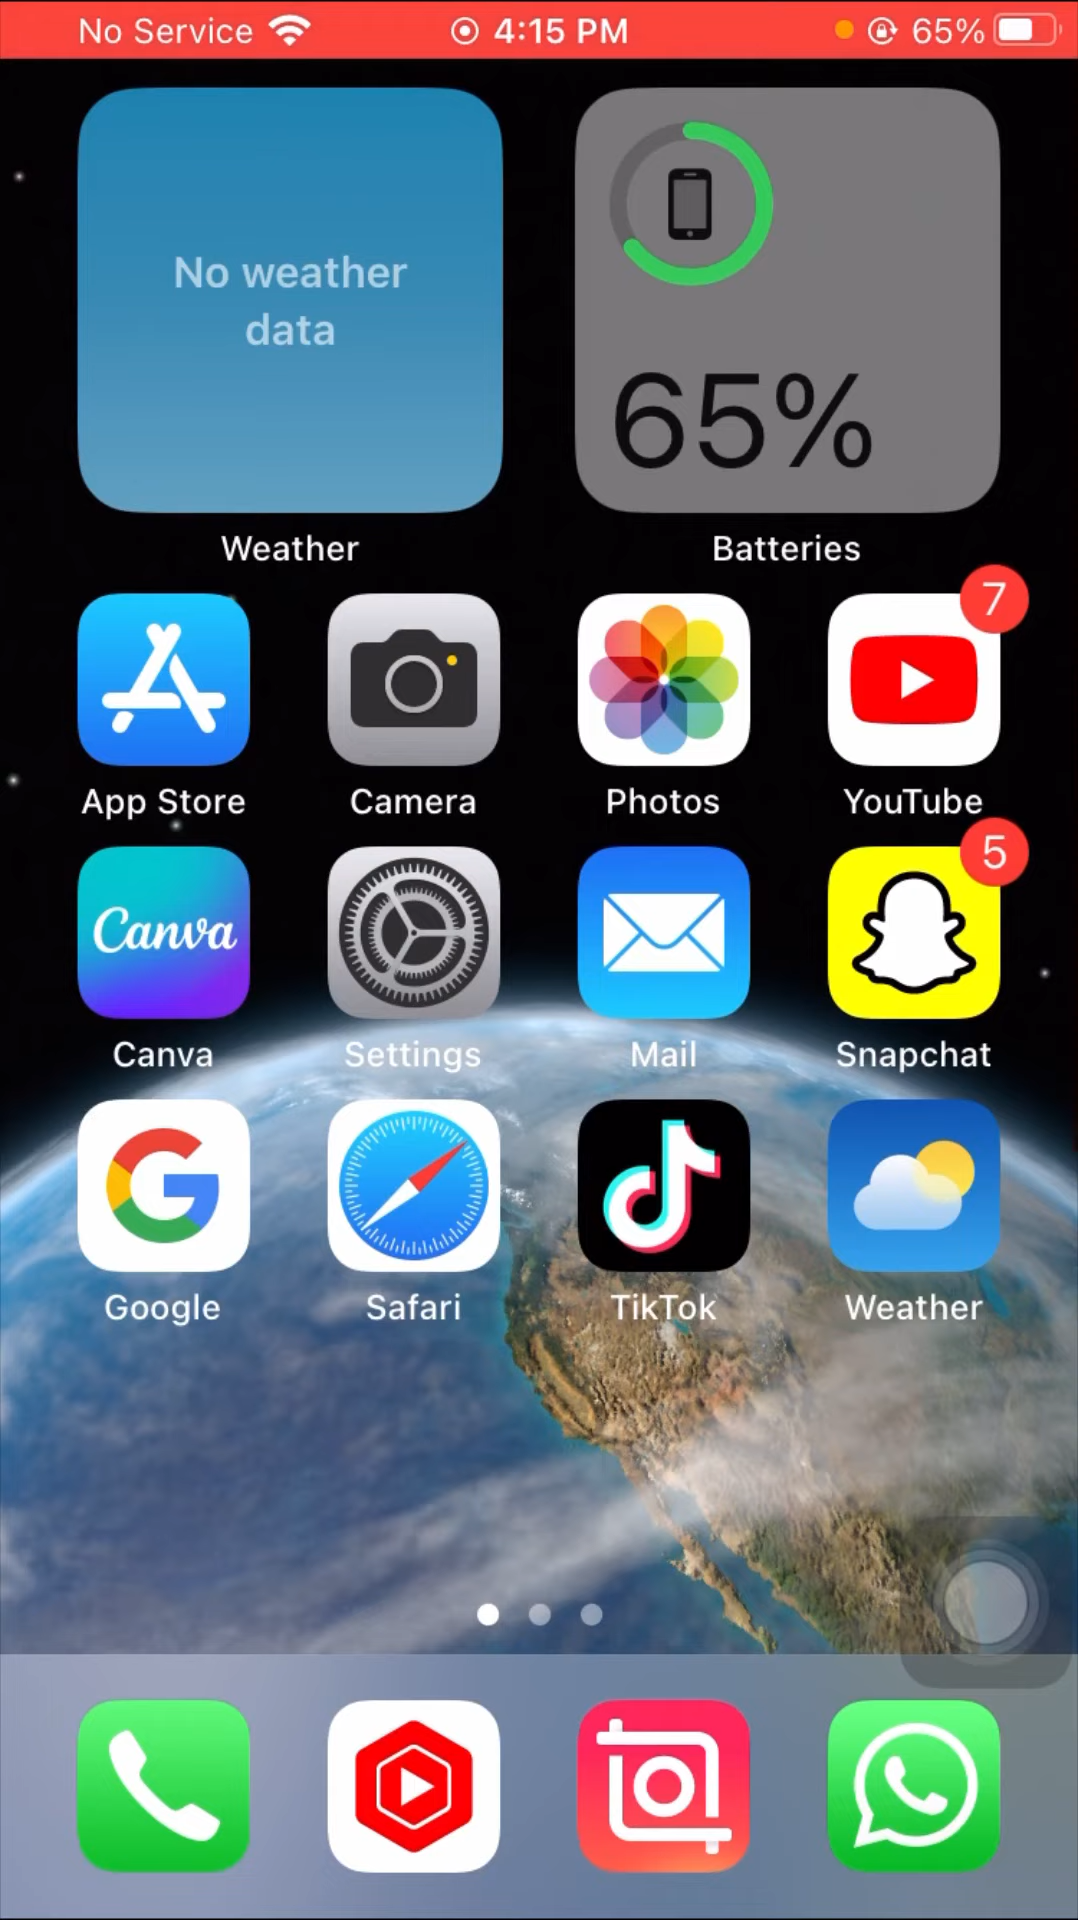 No Service 4:15 PM 65%
No weather
data
65%
Weather Batteries
7
App Store Camera Photos YouTube
5
Canva
Canva Settings Mail Snapchat
Google Safari TikTok Weather